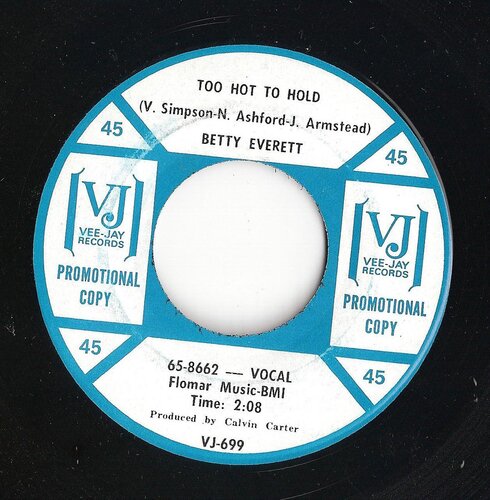 TOO HOT TO HOLD
(V. Simpson-N. Ashford-J. Armstead)
BETTY EVERETT
45
45
VJ
VEE-JAY
RECORDS
PROMOTIONAL
COPY
VJ
VEE-JAY
RECORDS
PROMOTIONAL
COPY
45
45
65-8662 — VOCAL
Flomar Music-BMI
Time: 2:08
Produced by Calvin Carter
VJ-699